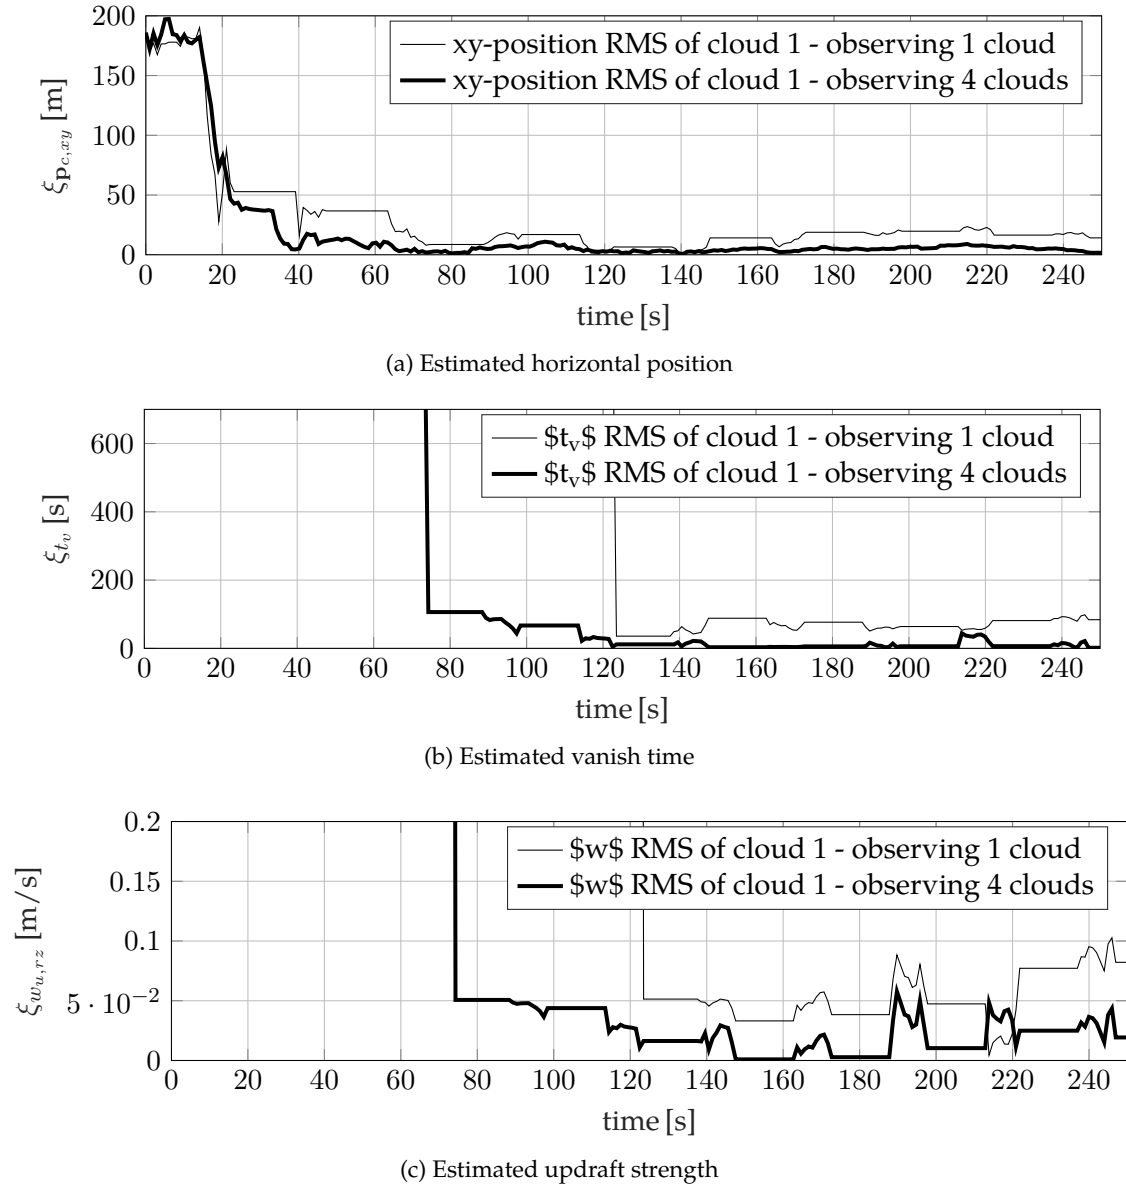 200
150
100
50
0
ξ_{p_{c,xy}} [m]
xy-position RMS of cloud 1 - observing 1 cloud
xy-position RMS of cloud 1 - observing 4 clouds
0 20 40 60 80 100 120 140 160 180 200 220 240
time [s]
(a) Estimated horizontal position
600
400
200
0
ξ_{t_v} [s]
$t_v$ RMS of cloud 1 - observing 1 cloud
$t_v$ RMS of cloud 1 - observing 4 clouds
0 20 40 60 80 100 120 140 160 180 200 220 240
time [s]
(b) Estimated vanish time
0.2
0.15
0.1
5 · 10^{-2}
0
ξ_{w_{u,rz}} [m/s]
$w$ RMS of cloud 1 - observing 1 cloud
$w$ RMS of cloud 1 - observing 4 clouds
0 20 40 60 80 100 120 140 160 180 200 220 240
time [s]
(c) Estimated updraft strength